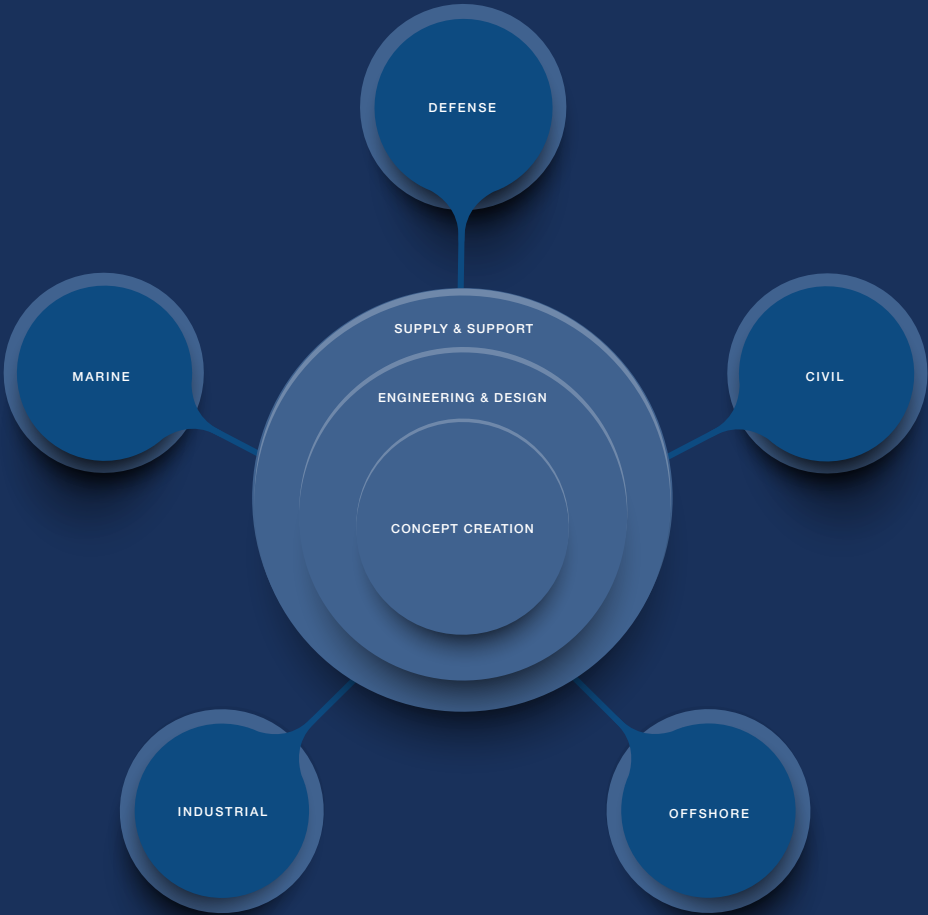 DEFENSE
SUPPLY & SUPPORT
MARINE
CIVIL
ENGINEERING & DESIGN
CONCEPT CREATION
INDUSTRIAL
OFFSHORE